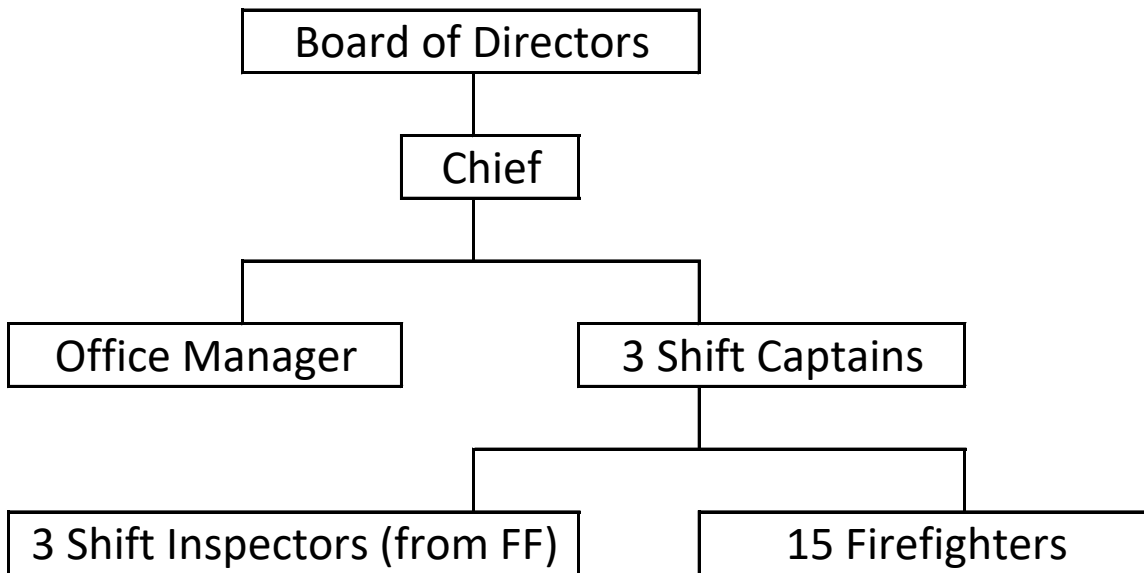 Board of Directors
Chief
Office Manager
3 Shift Captains
3 Shift Inspectors (from FF)
15 Firefighters